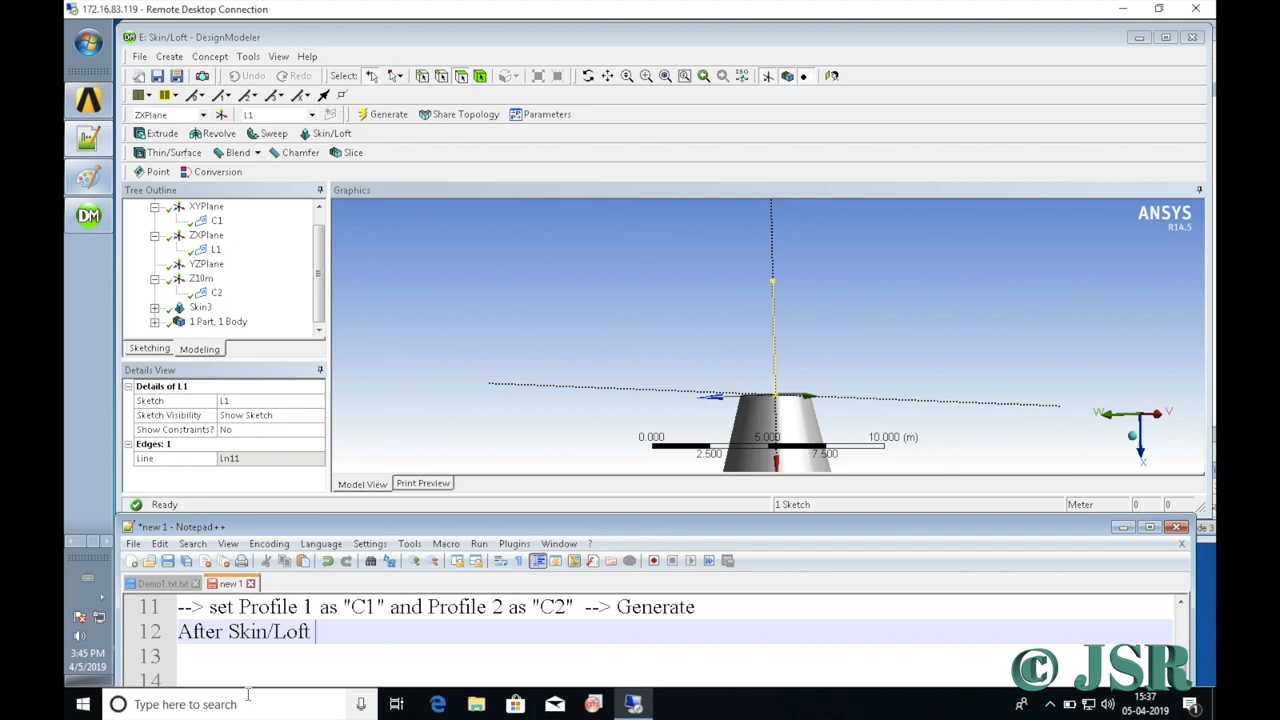 172.16.83.119 - Remote Desktop Connection
E: Skin/Loft - DesignModeler
File Create Concept Tools View Help
Undo Redo Select:
ZXPlane L1 Generate Share Topology Parameters
Extrude Revolve Sweep Skin/Loft
Thin/Surface Blend Chamfer Slice
Point Conversion
Tree Outline
XYPlane
C1
ZXPlane
L1
YZPlane
Z10m
C2
Skin3
1 Part, 1 Body
Sketching Modeling
Details View
Details of L1
Sketch L1
Sketch Visibility Show Sketch
Show Constraints? No
Edges: 1
Line Ln11
Graphics
ANSYS
R14.5
0.000 5.000 10.000 (m)
2.500 7.500
V
X
Model View Print Preview
Ready 1 Sketch Meter 0 0
*new 1 - Notepad++
File Edit Search View Encoding Language Settings Tools Macro Run Plugins Window ? X
Demo1.txt.txt new 1
11 --> set Profile 1 as "C1" and Profile 2 as "C2" --> Generate
12 After Skin/Loft
13
14
3:45 PM
4/5/2019
© JSR
Type here to search
15:37
05-04-2019